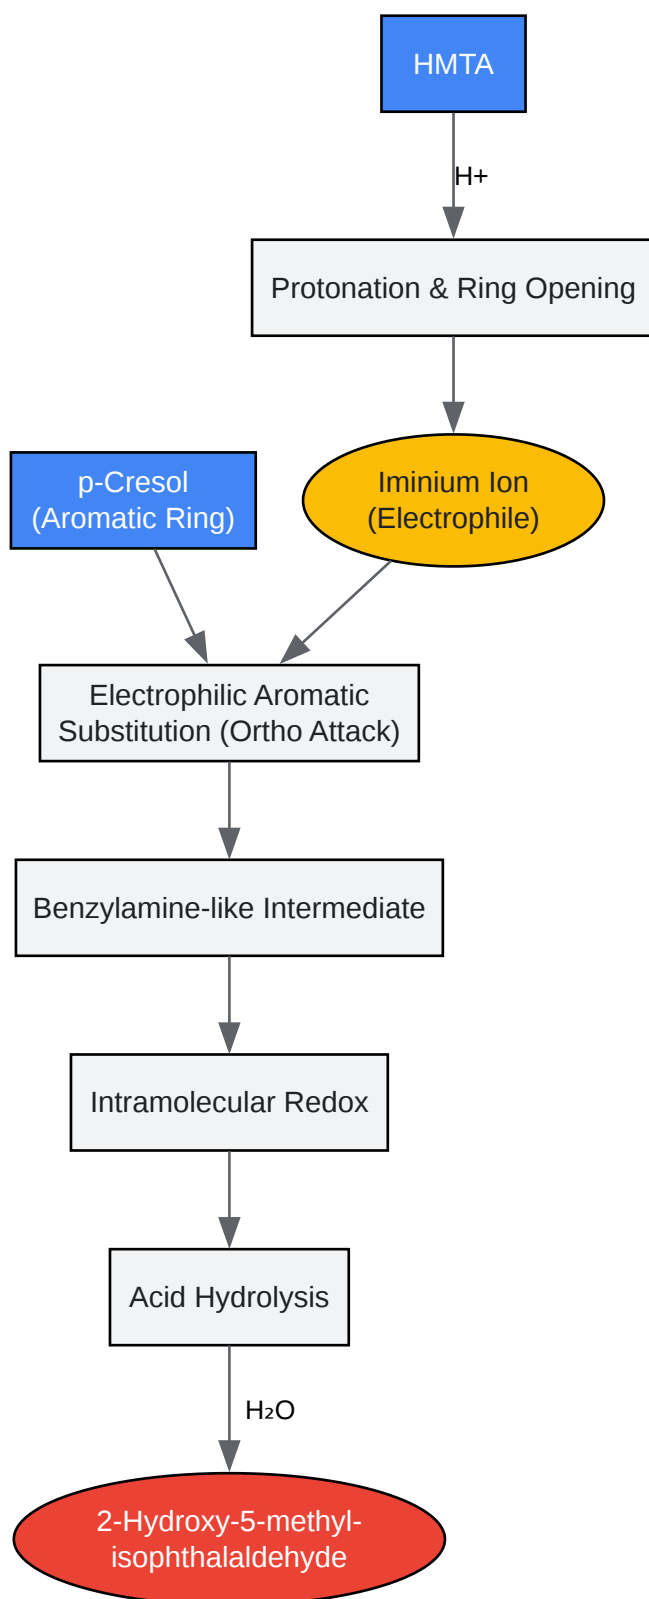 HMTA
H+
Protonation & Ring Opening
p-Cresol
(Aromatic Ring)
Iminium Ion
(Electrophile)
Electrophilic Aromatic
Substitution (Ortho Attack)
Benzylamine-like Intermediate
Intramolecular Redox
Acid Hydrolysis
H₂O
2-Hydroxy-5-methyl-
isophthalaldehyde